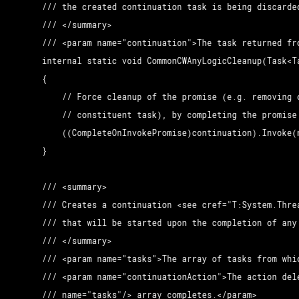 /// the created continuation task is being discarded
/// </summary>
/// <param name="continuation">The task returned fro
internal static void CommonCWAnyLogicCleanup(Task<Ta
{
// Force cleanup of the promise (e.g. removing c
// constituent task), by completing the promise
((CompleteOnInvokePromise)continuation).Invoke(n
}
/// <summary>
/// Creates a continuation <see cref="T:System.Threa
/// that will be started upon the completion of any
/// </summary>
/// <param name="tasks">The array of tasks from whic
/// <param name="continuationAction">The action dele
/// name="tasks"/> array completes.</param>